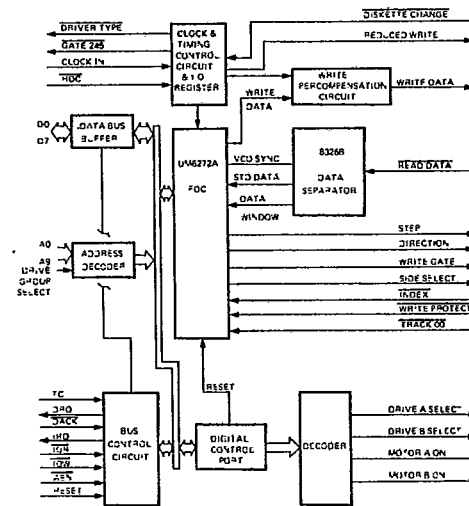 DRIVER TYPE
GATE 245
CLOCK IN
HDC
CLOCK &
TIMING
CONTROL
CIRCUIT
& I O
REGISTER
DISKETTE CHANGE
REDUCED WRITE
WRITE
PERCOMPENSATION
CIRCUIT
WRITE DATA
WRITE
DATA
D0
D7
DATA BUS
BUFFER
UM8272A
FDC
VCO SYNC
STD DATA
DATA
WINDOW
8326B
DATA
SEPARATOR
READ DATA
A0
A9
DRIVE
GROUP
SELECT
ADDRESS
DECODER
STEP
DIRECTION
WRITE GATE
SIDE SELECT
INDEX
WRITE PROTECT
TRACK 00
RESET
TC
DRQ
DACK
IRQ
IOR
IOW
AEN
RESET
BUS
CONTROL
CIRCUIT
DIGITAL
CONTROL
PORT
DECODER
DRIVE A SELECT
DRIVE B SELECT
MOTOR A ON
MOTOR B ON